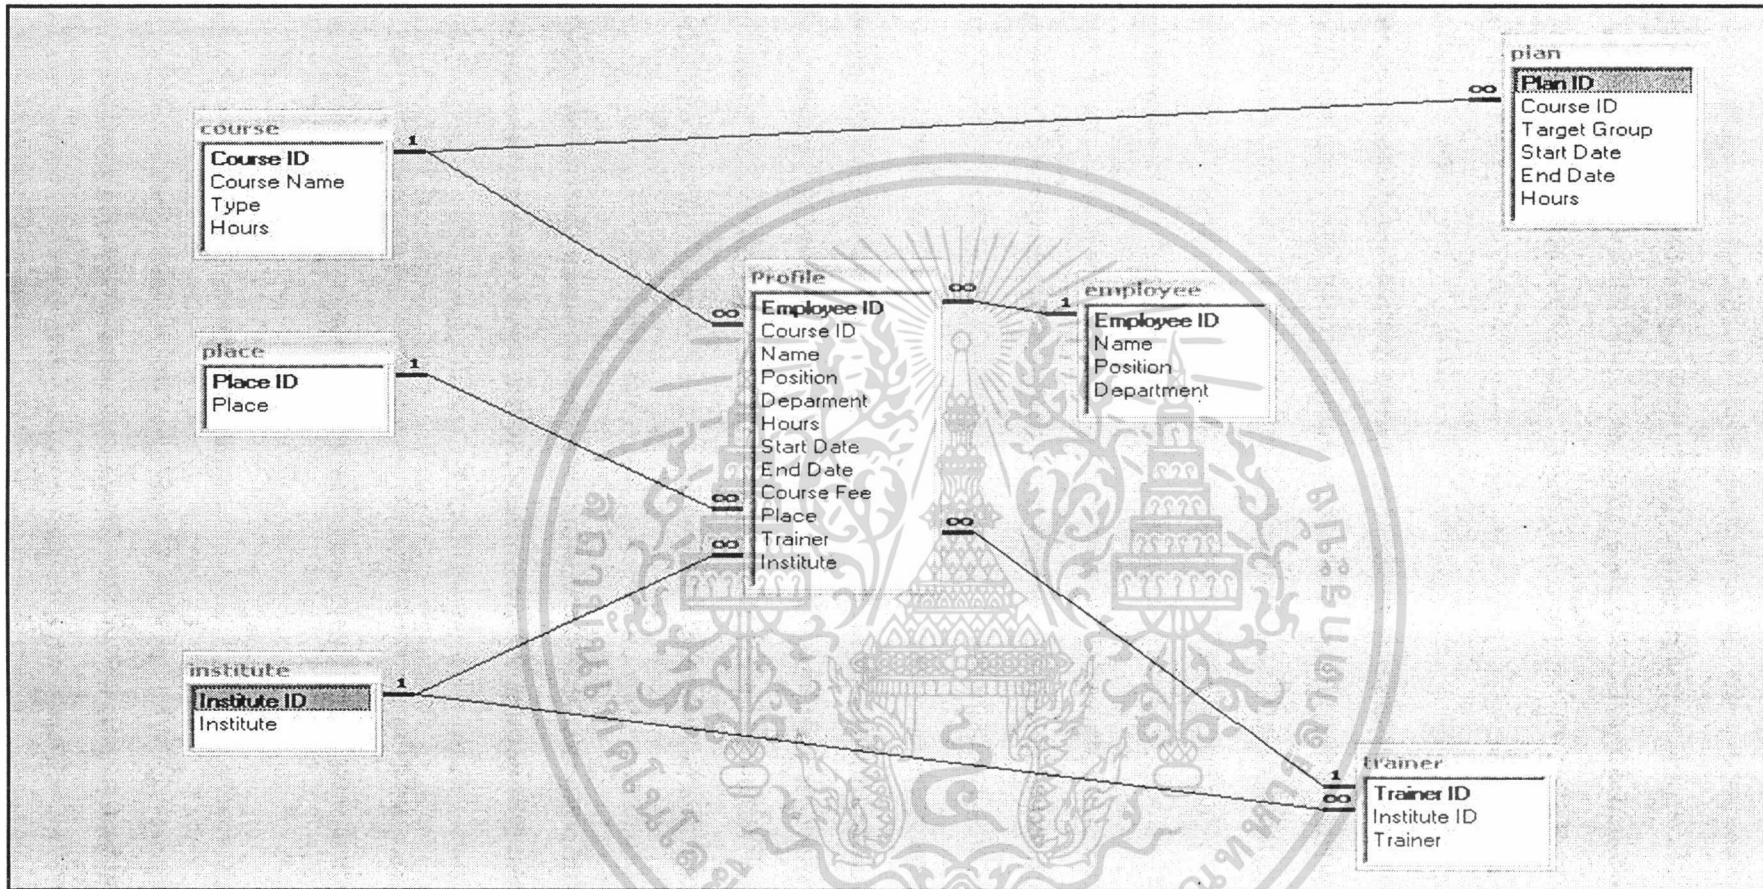 plan
Plan ID
Course ID
Target Group
Start Date
End Date
Hours
course
Course ID
Course Name
Type
Hours
1
∞
∞
Profile
Employee ID
Course ID
Name
Position
Deparment
Hours
Start Date
End Date
Course Fee
Place
Trainer
Institute
∞
1
employee
Employee ID
Name
Position
Department
place
Place ID
Place
1
∞
∞
∞
institute
Institute ID
Institute
1
1
∞
trainer
Trainer ID
Institute ID
Trainer